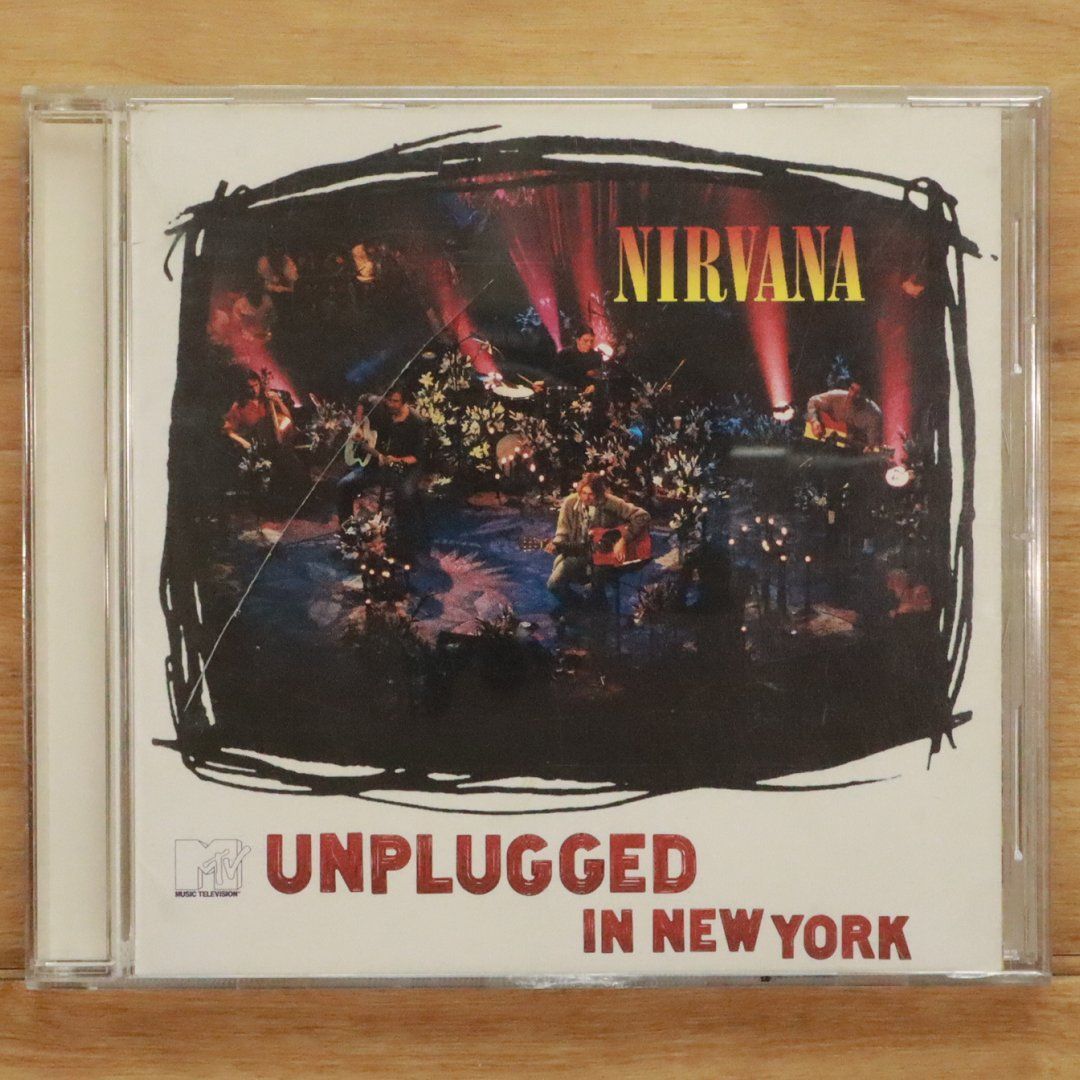 NIRVANA
MTV
MUSIC TELEVISION
UNPLUGGED
IN NEW YORK